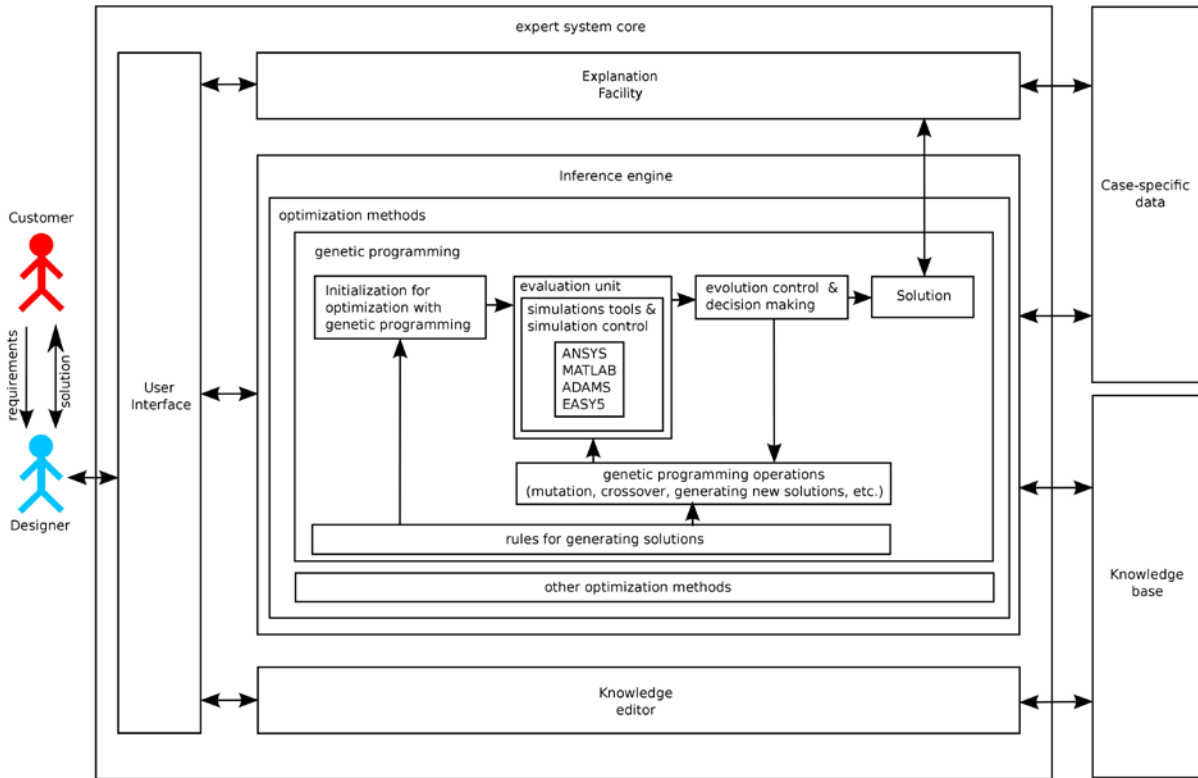 expert system core
Explanation
Facility
Inference engine
optimization methods
genetic programming
Initialization for
optimization with
genetic programming
evaluation unit
simulations tools &
simulation control
ANSYS
MATLAB
ADAMS
EASY5
evolution control &
decision making
Solution
genetic programming operations
(mutation, crossover, generating new solutions, etc.)
rules for generating solutions
other optimization methods
Knowledge
editor
User
Interface
Customer
requirements
solution
Designer
Case-specific
data
Knowledge
base